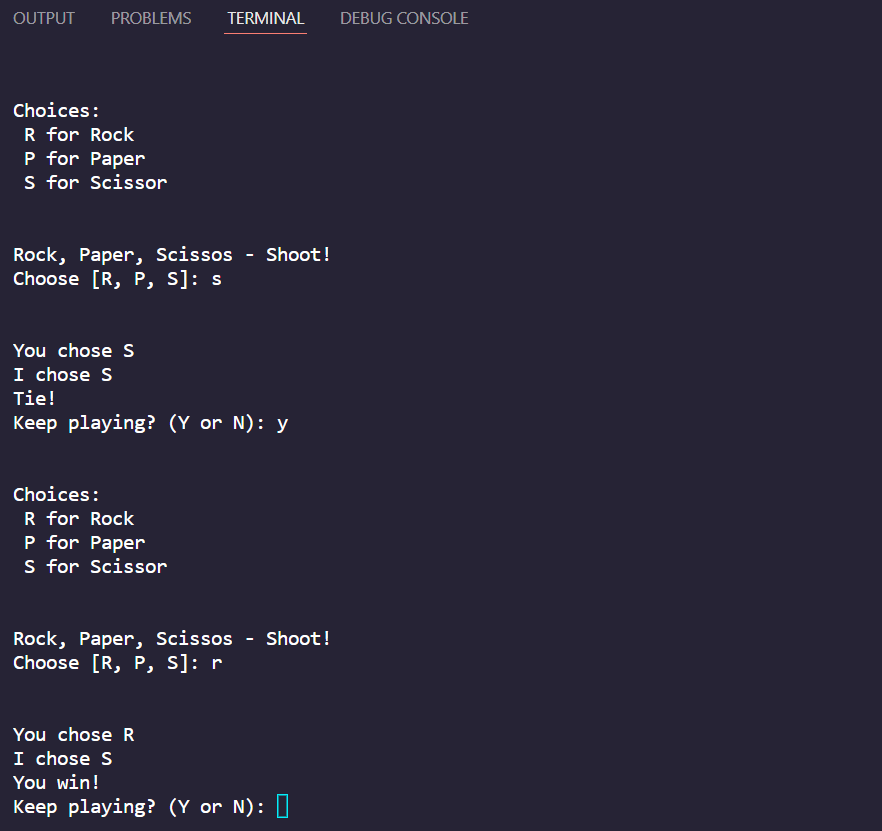 OUTPUT PROBLEMS TERMINAL DEBUG CONSOLE
Choices:
R for Rock
P for Paper
S for Scissor
Rock, Paper, Scissos - Shoot!
Choose [R, P, S]: s
You chose S
I chose S
Tie!
Keep playing? (Y or N): y
Choices:
R for Rock
P for Paper
S for Scissor
Rock, Paper, Scissos - Shoot!
Choose [R, P, S]: r
You chose R
I chose S
You win!
Keep playing? (Y or N):